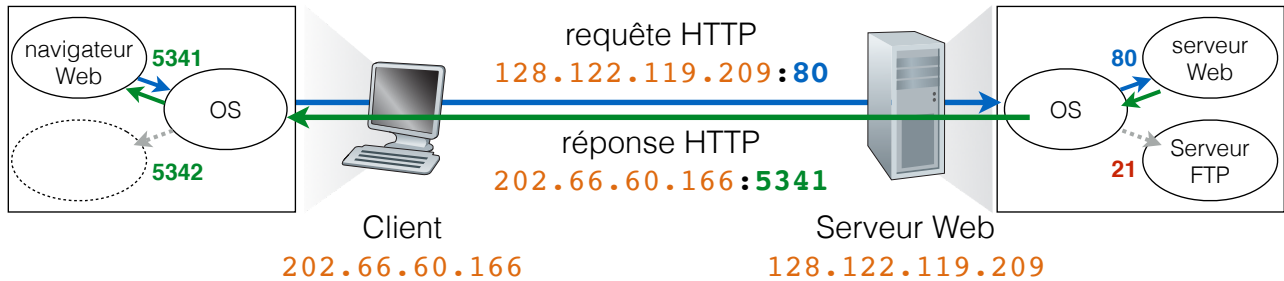 navigateur
Web
5341
OS
5342
requête HTTP
128.122.119.209:80
réponse HTTP
202.66.60.166:5341
Client
202.66.60.166
Serveur Web
128.122.119.209
80
serveur
Web
OS
21
Serveur
FTP